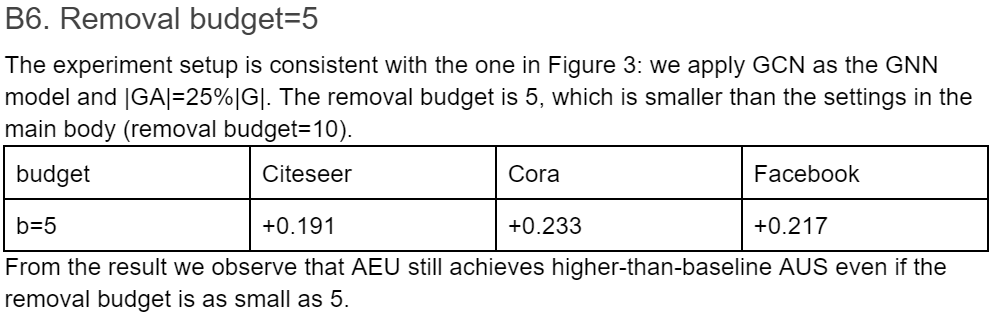 B6. Removal budget=5
The experiment setup is consistent with the one in Figure 3: we apply GCN as the GNN
model and |GA|=25%|G|. The removal budget is 5, which is smaller than the settings in the
main body (removal budget=10).
budget Citeseer Cora Facebook
b=5 +0.191 +0.233 +0.217
From the result we observe that AEU still achieves higher-than-baseline AUS even if the
removal budget is as small as 5.